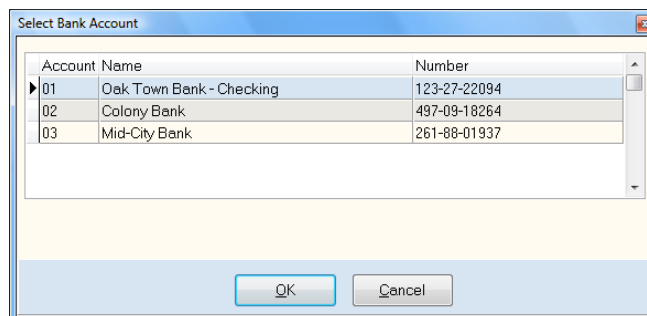 Select Bank Account
Account Name Number
01 Oak Town Bank - Checking 123-27-22094
02 Colony Bank 497-09-18264
03 Mid-City Bank 261-88-01937
OK Cancel